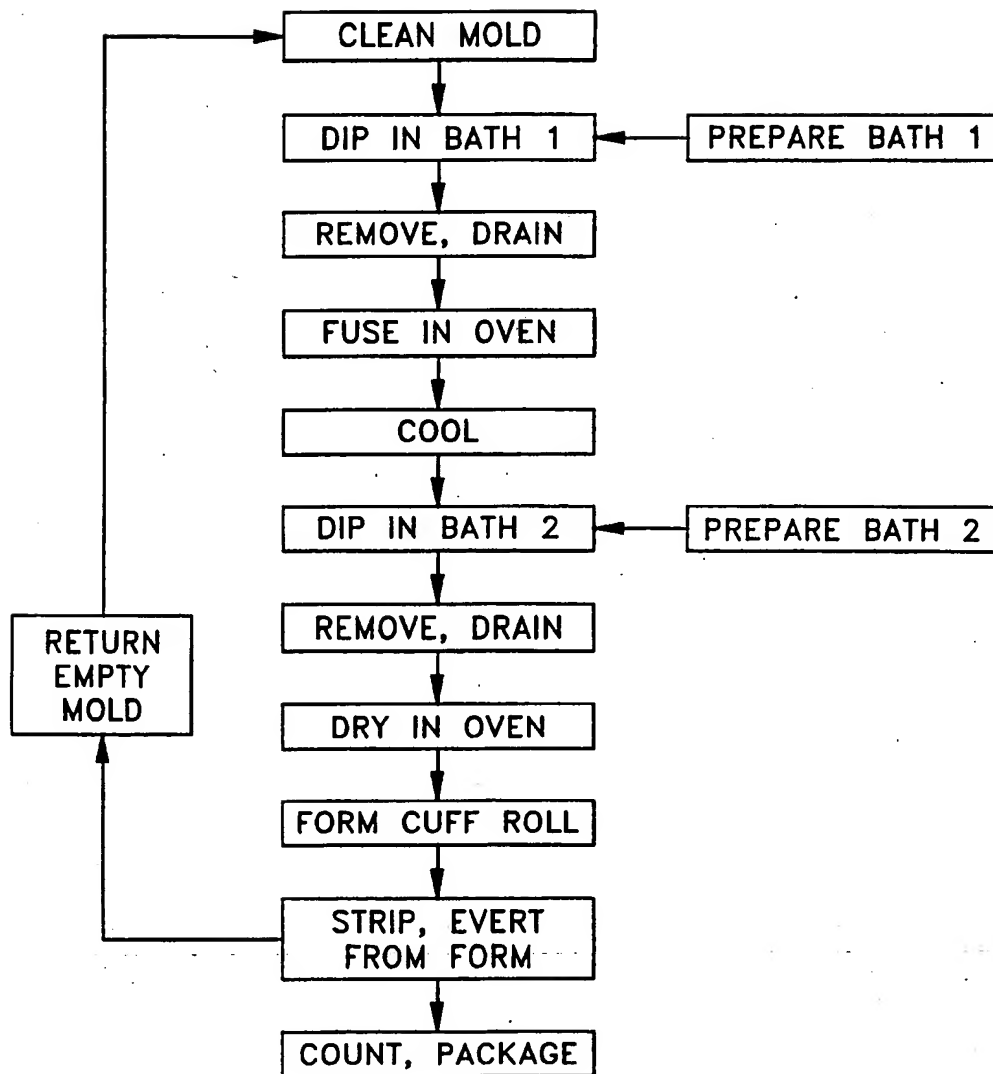 CLEAN MOLD
DIP IN BATH 1
PREPARE BATH 1
REMOVE, DRAIN
FUSE IN OVEN
COOL
DIP IN BATH 2
PREPARE BATH 2
REMOVE, DRAIN
RETURN
EMPTY
MOLD
DRY IN OVEN
FORM CUFF ROLL
STRIP, EVERT
FROM FORM
COUNT, PACKAGE